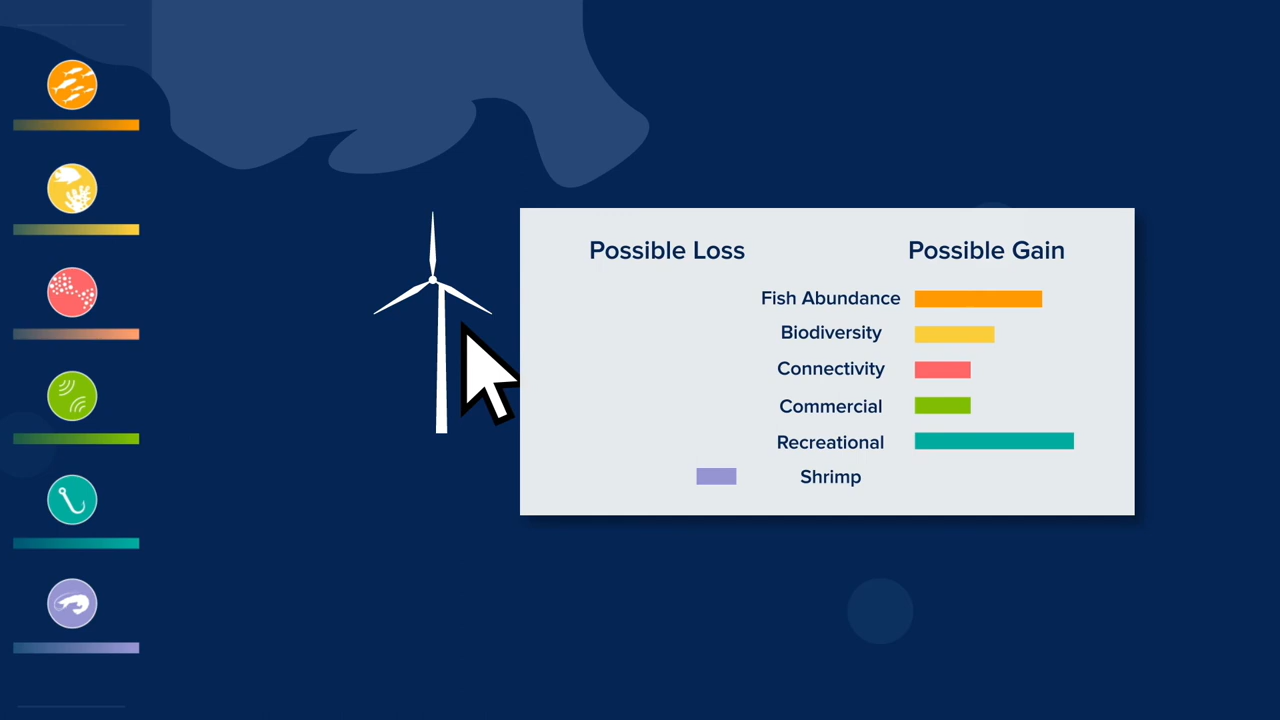 Possible Loss Possible Gain
Fish Abundance
Biodiversity
Connectivity
Commercial
Recreational
Shrimp